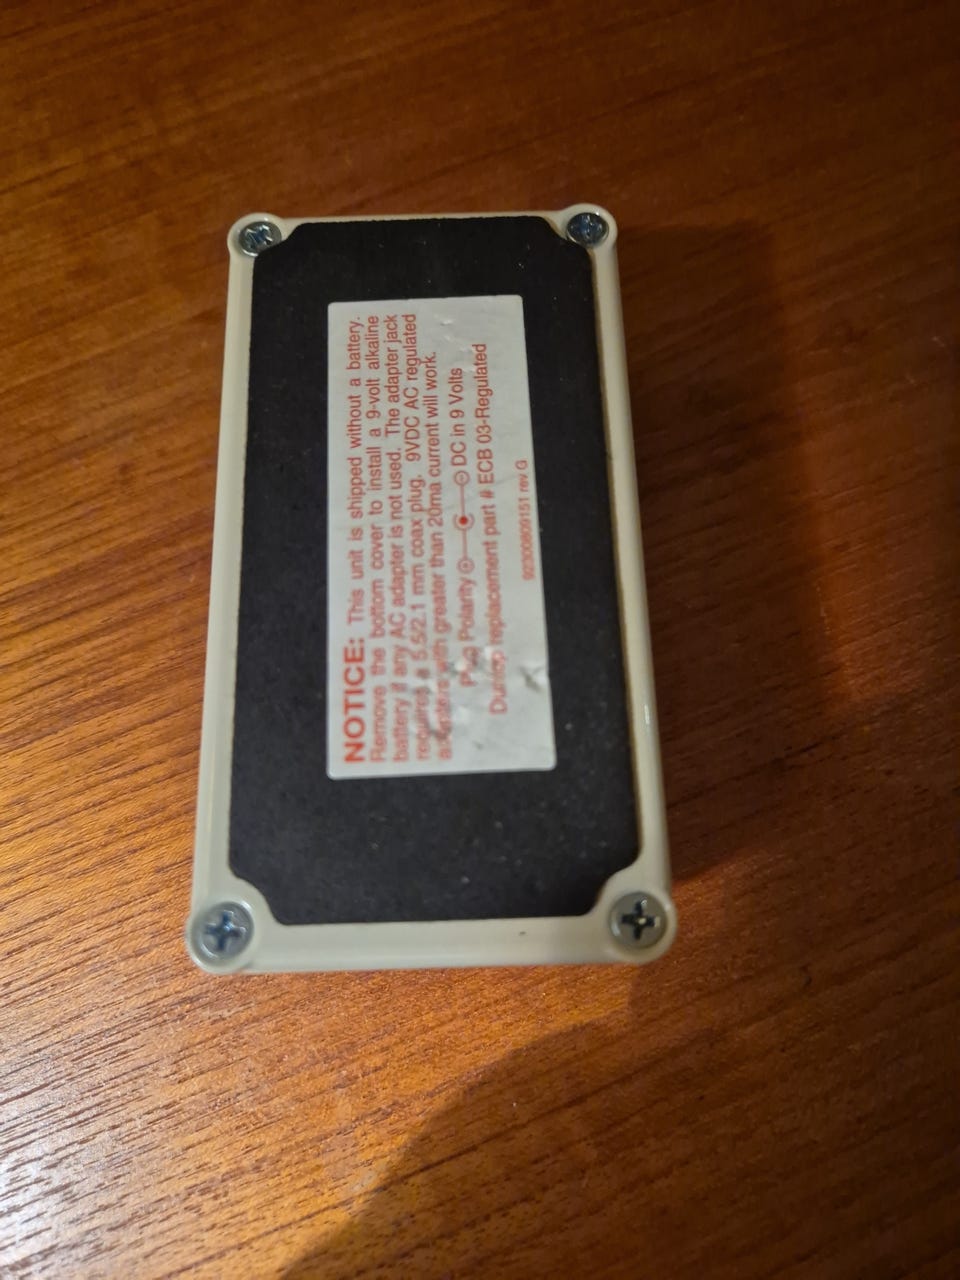 NOTICE: This unit is shipped without a battery.
Remove the bottom cover to install a 9-volt alkaline
battery if any AC adapter is not used. The adapter jack
requires a 5.5/2.1 mm coax plug. 9VDC AC regulated
adapters with greater than 20ma current will work.
Plug Polarity DC in 9 Volts
Dunlop replacement part # ECB 03-Regulated
92300809151 rev G